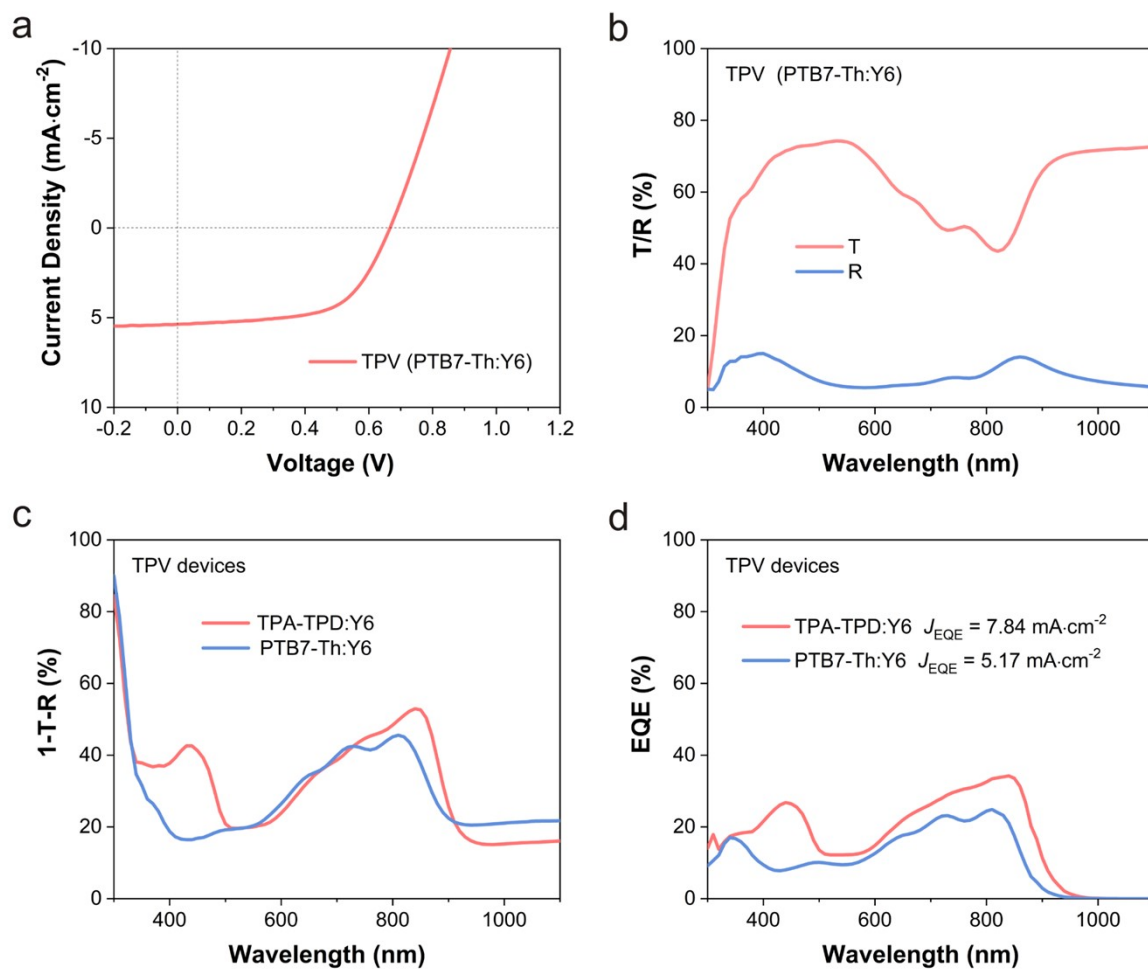 a
-10
-5
0
5
10
Current Density (mA·cm-2)
TPV (PTB7-Th:Y6)
-0.2 0.0 0.2 0.4 0.6 0.8 1.0 1.2
Voltage (V)
b
100
80
60
40
20
0
T/R (%)
TPV (PTB7-Th:Y6)
T
R
400 600 800 1000
Wavelength (nm)
c
100
80
60
40
20
0
1-T-R (%)
TPV devices
TPA-TPD:Y6
PTB7-Th:Y6
400 600 800 1000
Wavelength (nm)
d
100
80
60
40
20
0
EQE (%)
TPV devices
TPA-TPD:Y6 JEQE = 7.84 mA·cm-2
PTB7-Th:Y6 JEQE = 5.17 mA·cm-2
400 600 800 1000
Wavelength (nm)